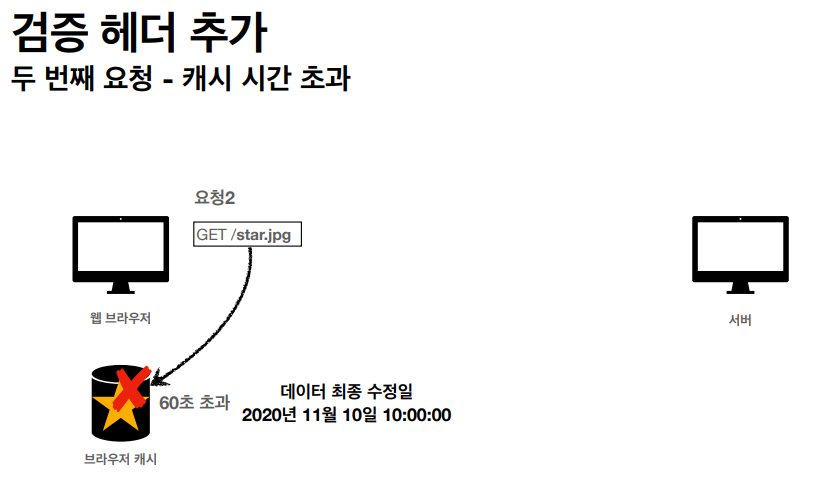 검증 헤더 추가
두 번째 요청 - 캐시 시간 초과
요청2
GET /star.jpg
웹 브라우저
서버
60초 초과
데이터 최종 수정일
2020년 11월 10일 10:00:00
브라우저 캐시